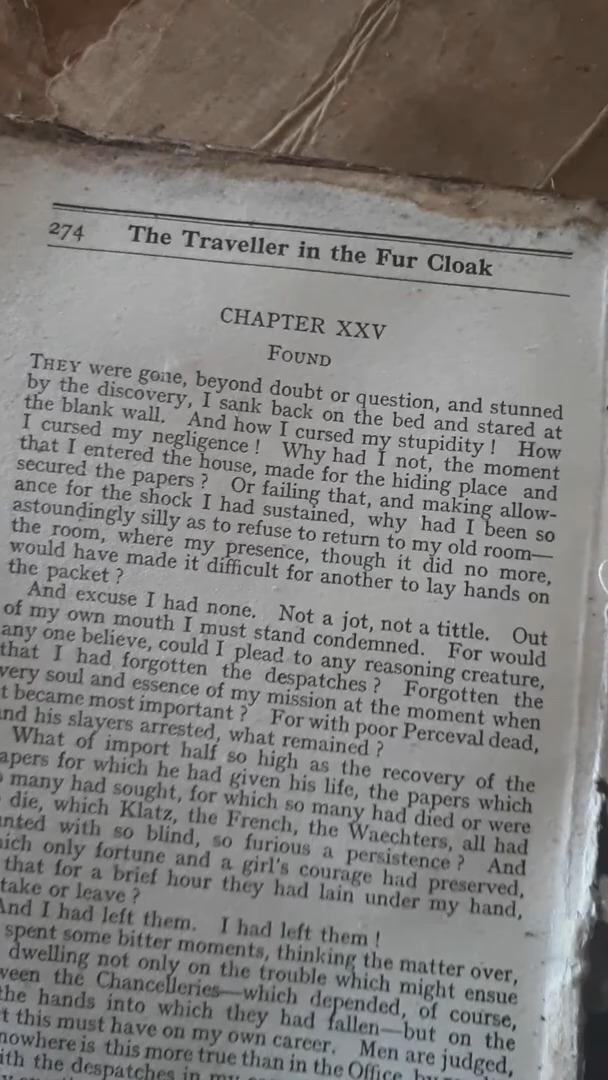 274 The Traveller in the Fur Cloak
CHAPTER XXV
FOUND
THEY were gone, beyond doubt or question, and stunned
by the discovery, I sank back on the bed and stared at
the blank wall. And how I cursed my stupidity! How
I cursed my negligence! Why had I not, the moment
that I entered the house, made for the hiding place and
secured the papers? Or failing that, and making allow-
ance for the shock I had sustained, why had I been so
astoundingly silly as to refuse to return to my old room—
the room, where my presence, though it did no more,
would have made it difficult for another to lay hands on
the packet?
And excuse I had none. Not a jot, not a tittle. Out
of my own mouth I must stand condemned. For would
any one believe, could I plead to any reasoning creature,
that I had forgotten the despatches? Forgotten the
very soul and essence of my mission at the moment when
t became most important? For with poor Perceval dead,
and his slayers arrested, what remained?
What of import half so high as the recovery of the
apers for which he had given his life, the papers which
many had sought, for which so many had died or were
die, which Klatz, the French, the Waechters, all had
nted with so blind, so furious a persistence? And
ich only fortune and a girl's courage had preserved,
that for a brief hour they had lain under my hand,
take or leave?
And I had left them. I had left them!
spent some bitter moments, thinking the matter over,
dwelling not only on the trouble which might ensue
ween the Chancelleries—which depended, of course,
the hands into which they had fallen—but on the
t this must have on my own career. Men are judged,
nowhere is this more true than in the Office, by
ith the despatches in my